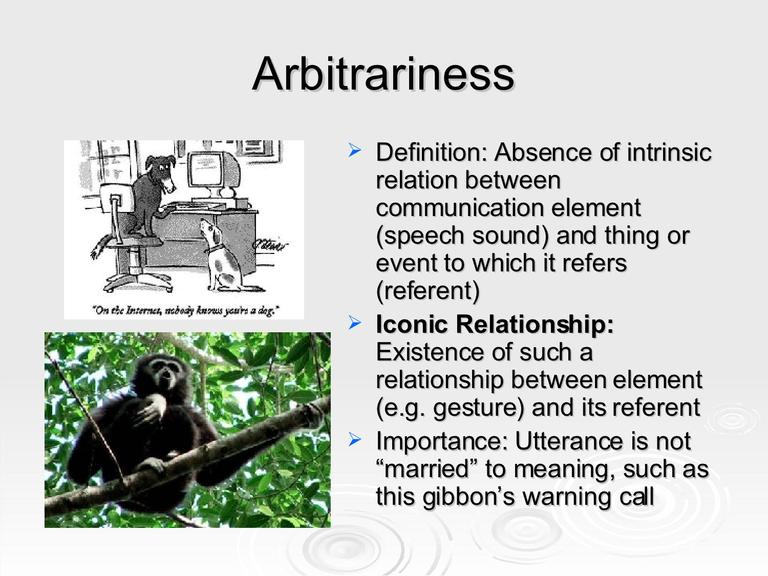 Arbitrariness
"On the Internet, nobody knows you're a dog."
Definition: Absence of intrinsic
relation between
communication element
(speech sound) and thing or
event to which it refers
(referent)
Iconic Relationship:
Existence of such a
relationship between element
(e.g. gesture) and its referent
Importance: Utterance is not
“married” to meaning, such as
this gibbon’s warning call